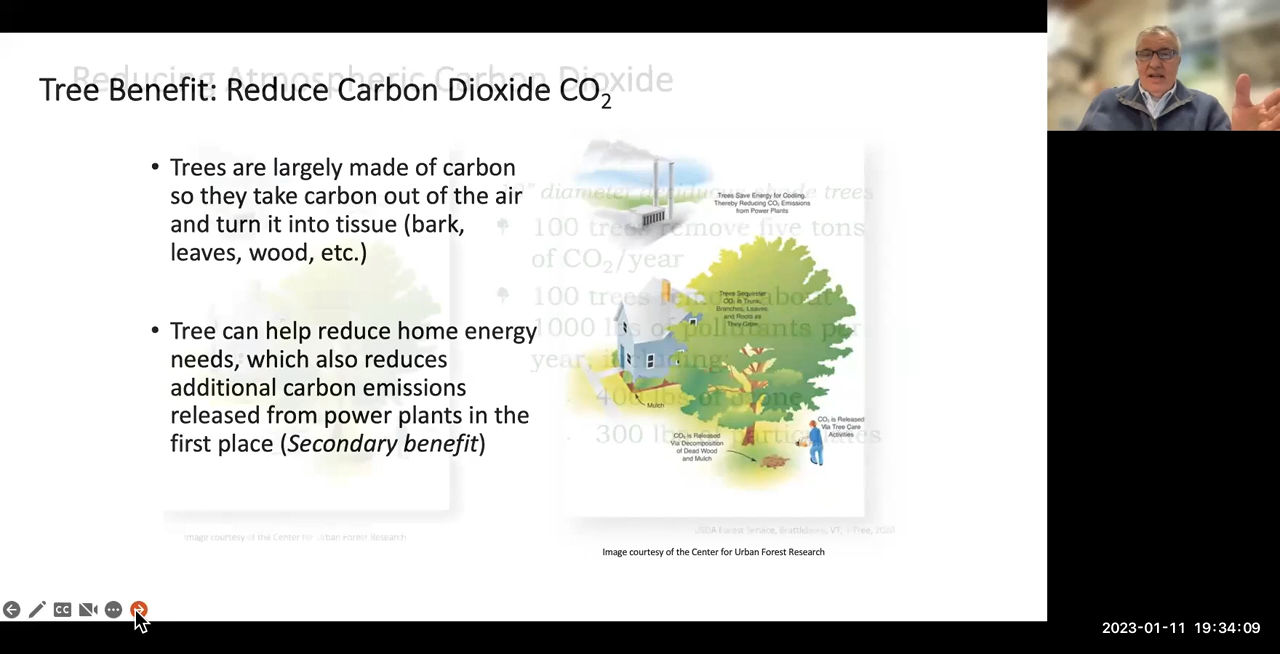 Reducing Atmospheric Carbon Dioxide
Tree Benefit: Reduce Carbon Dioxide CO2
• Trees are largely made of carbon
so they take carbon out of the air
and turn it into tissue (bark,
leaves, wood, etc.)
• Tree can help reduce home energy
needs, which also reduces
additional carbon emissions
released from power plants in the
first place (Secondary benefit)
Trees Save Energy for Cooling,
Thereby Reducing CO2 Emissions
from Power Plants
diameter deciduous shade trees
100 trees remove five tons
of CO2/year
100 trees remove about
1000 lbs of pollutants per
year, including:
400 lbs of ozone
300 lbs of particulates
Trees Sequester
CO2 in Trunk,
Branches, Leaves
and Roots as
They Grow
Mulch
CO2 is Released
Via Decomposition
of Dead Wood
and Mulch
CO2 is Released
Via Tree Care
Activities
Image courtesy of the Center for Urban Forest Research
USDA Forest Service, Brattleboro, VT, 2020
Image courtesy of the Center for Urban Forest Research
CC
2023-01-11 19:34:09